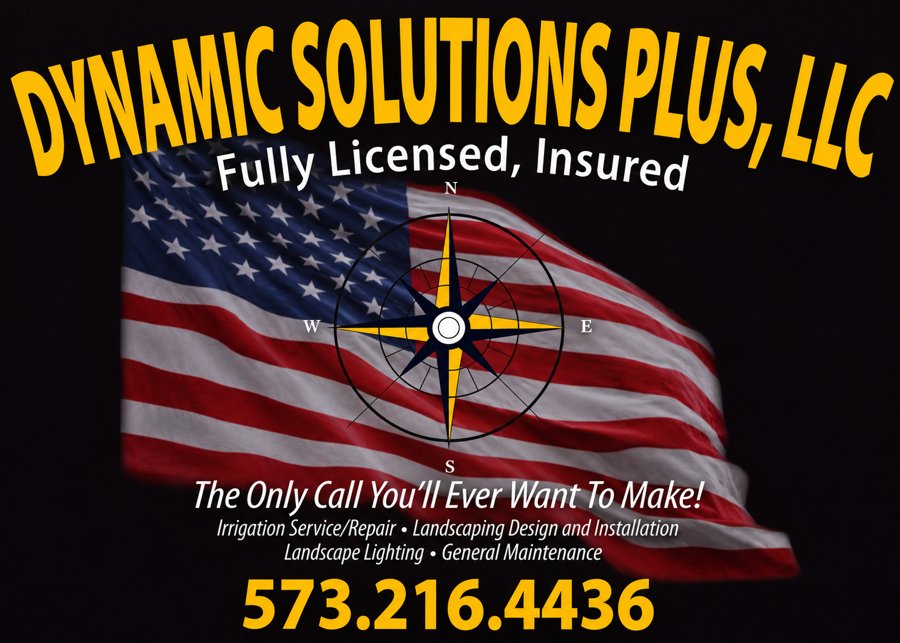 DYNAMIC SOLUTIONS PLUS, LLC
Fully Licensed, Insured
N
W
E
S
The Only Call You'll Ever Want To Make!
Irrigation Service/Repair • Landscaping Design and Installation
Landscape Lighting • General Maintenance
573.216.4436